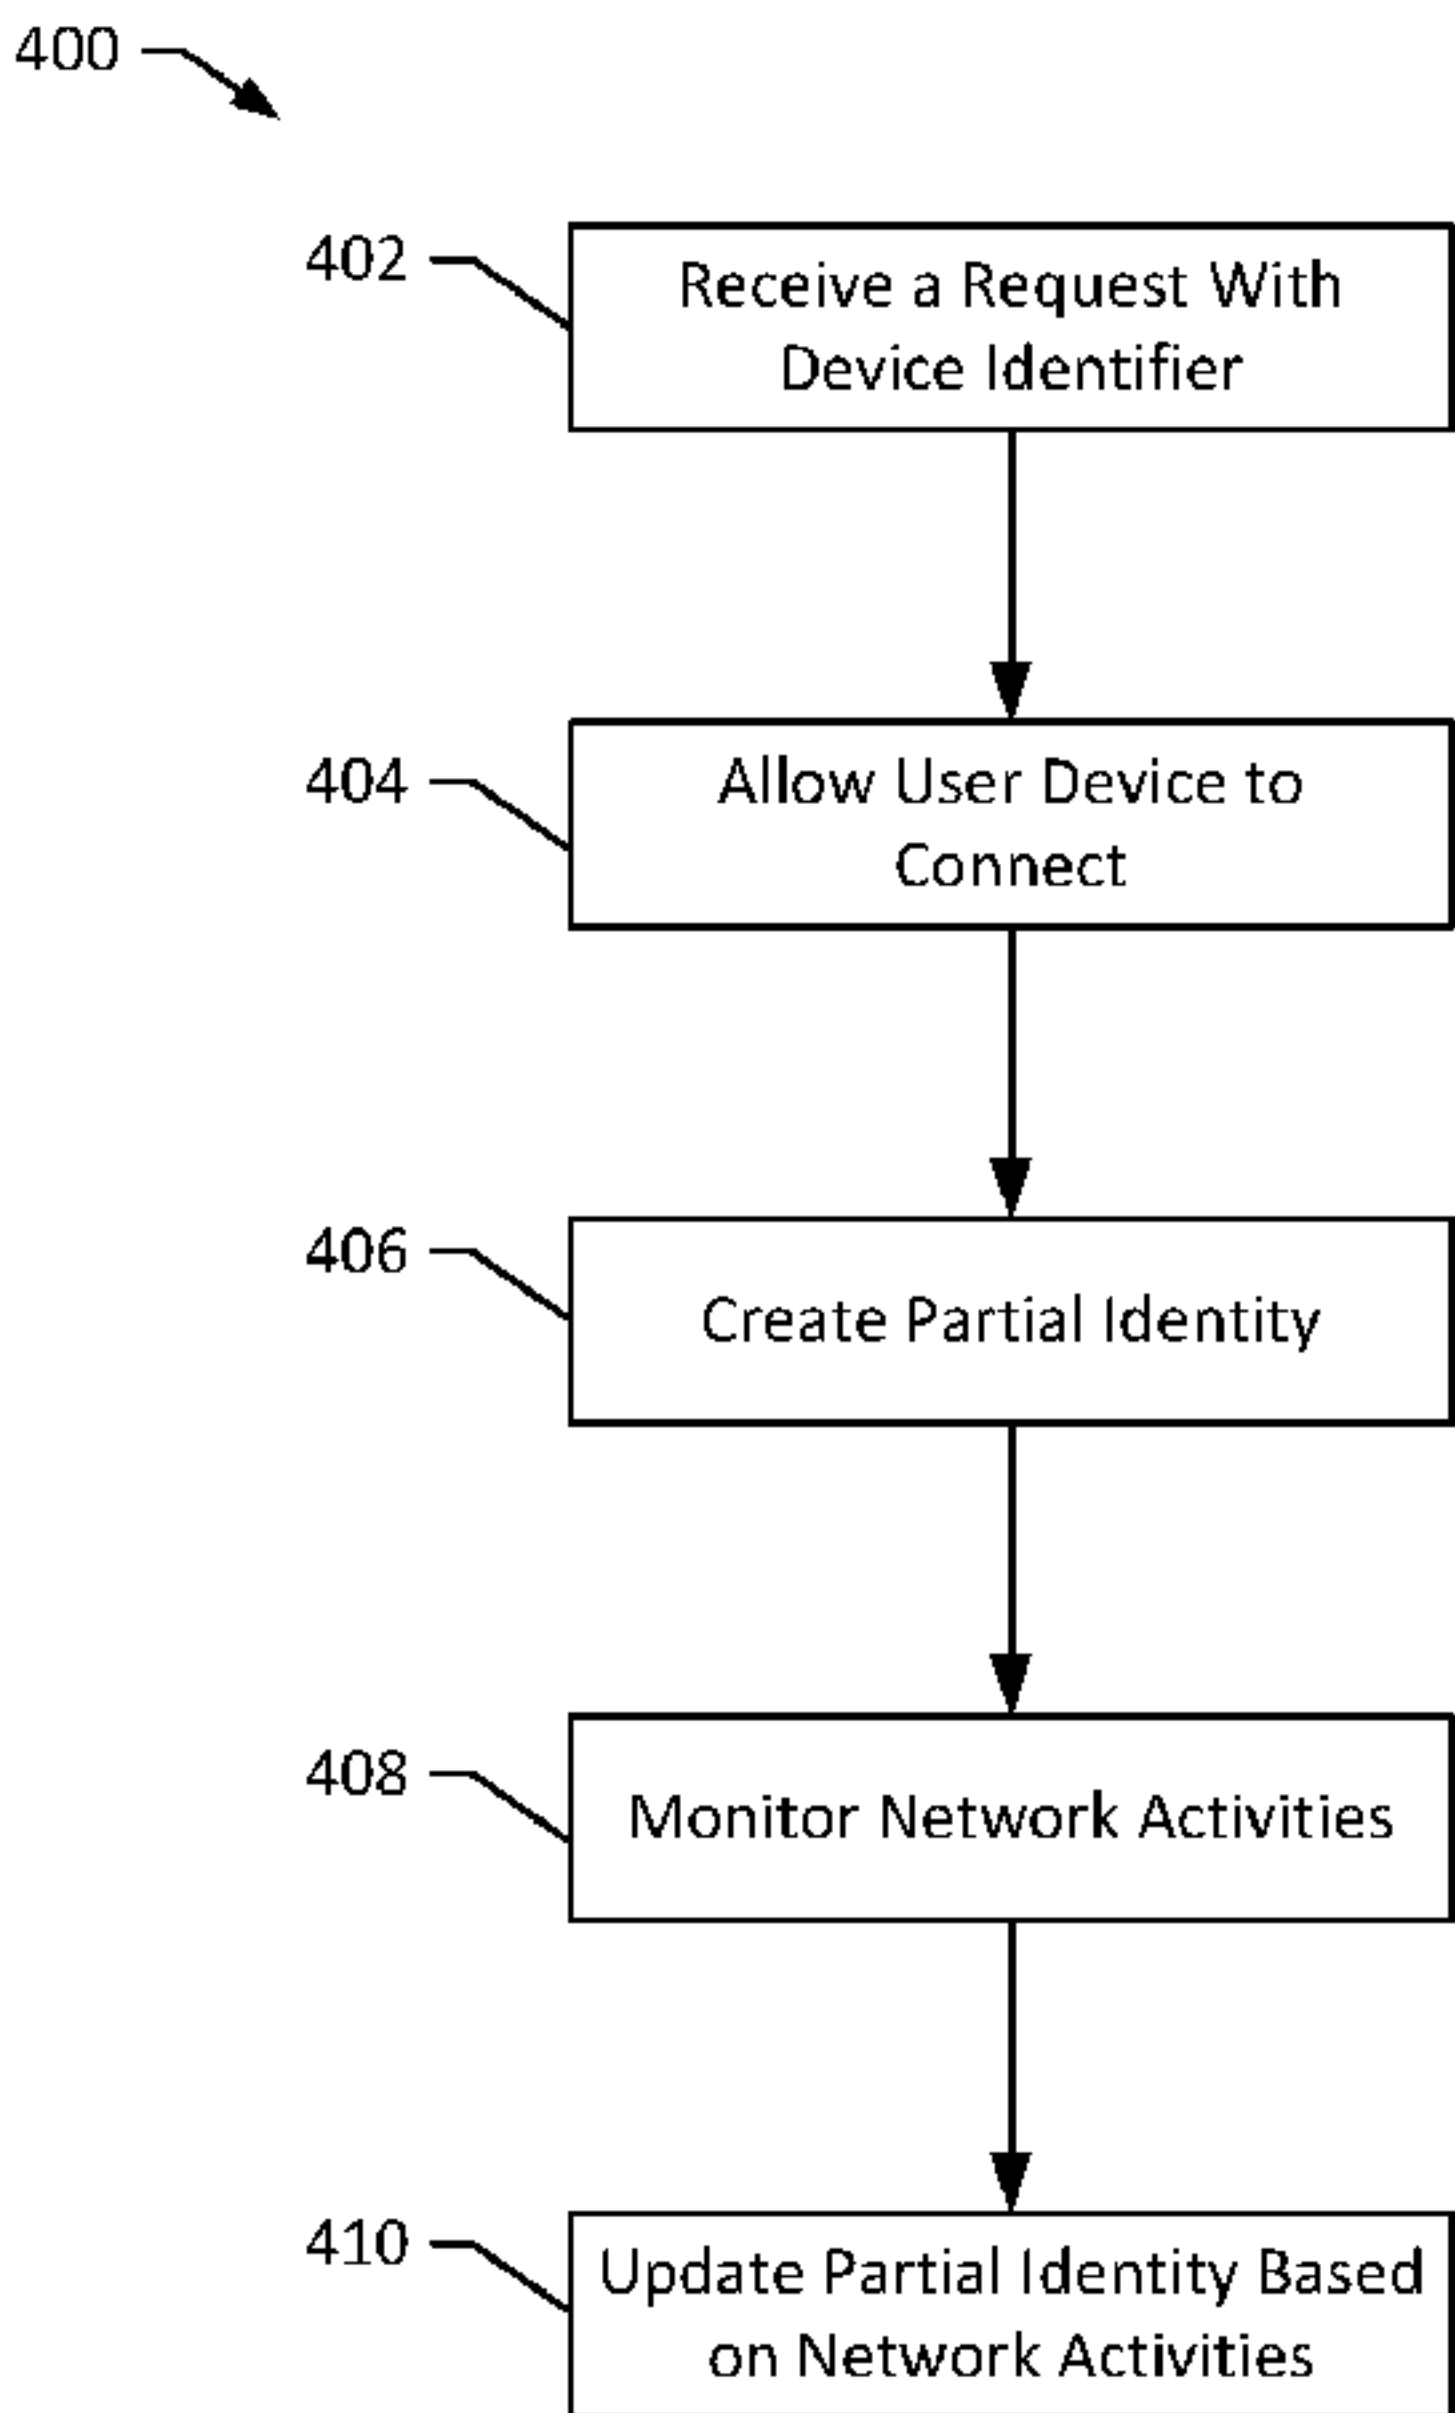 400
402
Receive a Request With
Device Identifier
404
Allow User Device to
Connect
406
Create Partial Identity
408
Monitor Network Activities
410
Update Partial Identity Based
on Network Activities